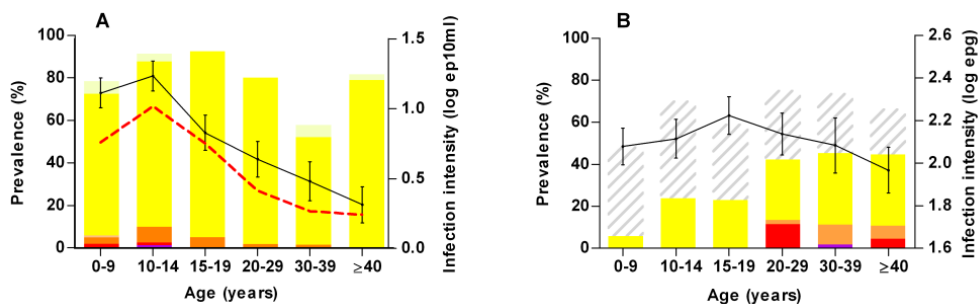 A
Prevalence (%)
100
80
60
40
20
0
1.5
1.0
0.5
0.0
Infection intensity (log ep10ml)
0-9 10-14 15-19 20-29 30-39 ≥40
Age (years)
B
Prevalence (%)
100
80
60
40
20
0
2.6
2.4
2.2
2.0
1.8
1.6
Infection intensity (log epg)
0-9 10-14 15-19 20-29 30-39 ≥40
Age (years)